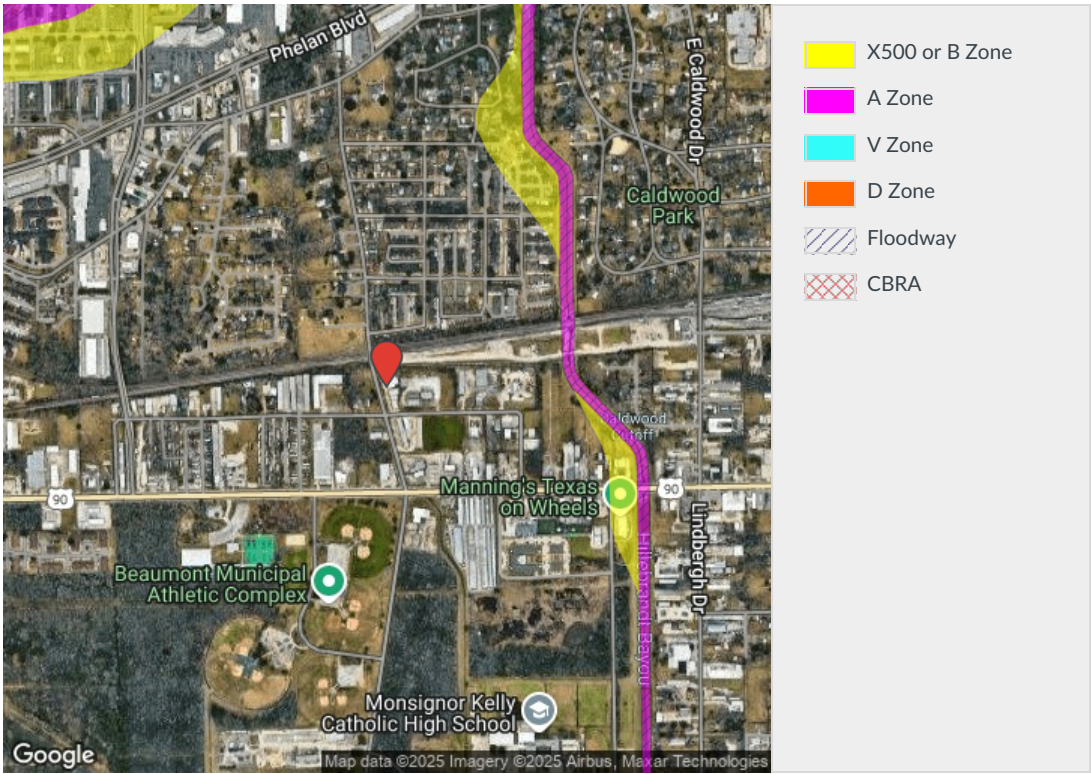 Phelan Blvd
E Caldwood Dr
Caldwood
Park
Caldwood
Cutoff
Manning's Texas
on Wheels
90
90
Lindbergh Dr
Hillebrandt Bayou
Beaumont Municipal
Athletic Complex
Monsignor Kelly
Catholic High School
Google
Map data ©2025 Imagery ©2025 Airbus, Maxar Technologies
X500 or B Zone
A Zone
V Zone
D Zone
Floodway
CBRA